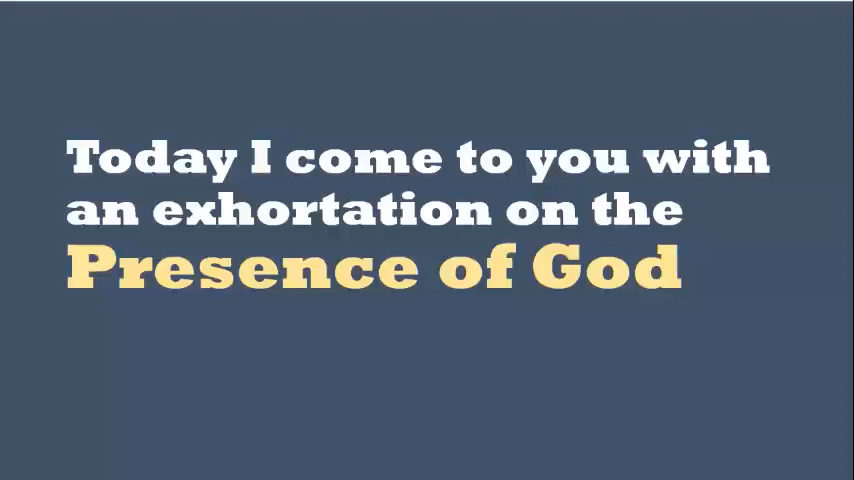 Today I come to you with
an exhortation on the
Presence of God